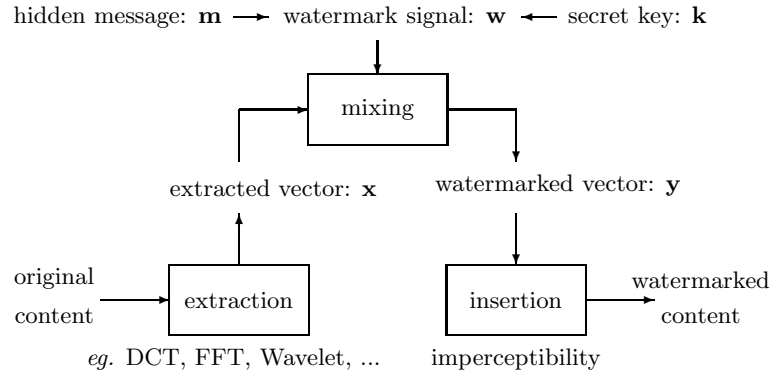 hidden message: m → watermark signal: w ← secret key: k
mixing
extracted vector: x
watermarked vector: y
original
content
extraction
insertion
watermarked
content
eg. DCT, FFT, Wavelet, ...
imperceptibility